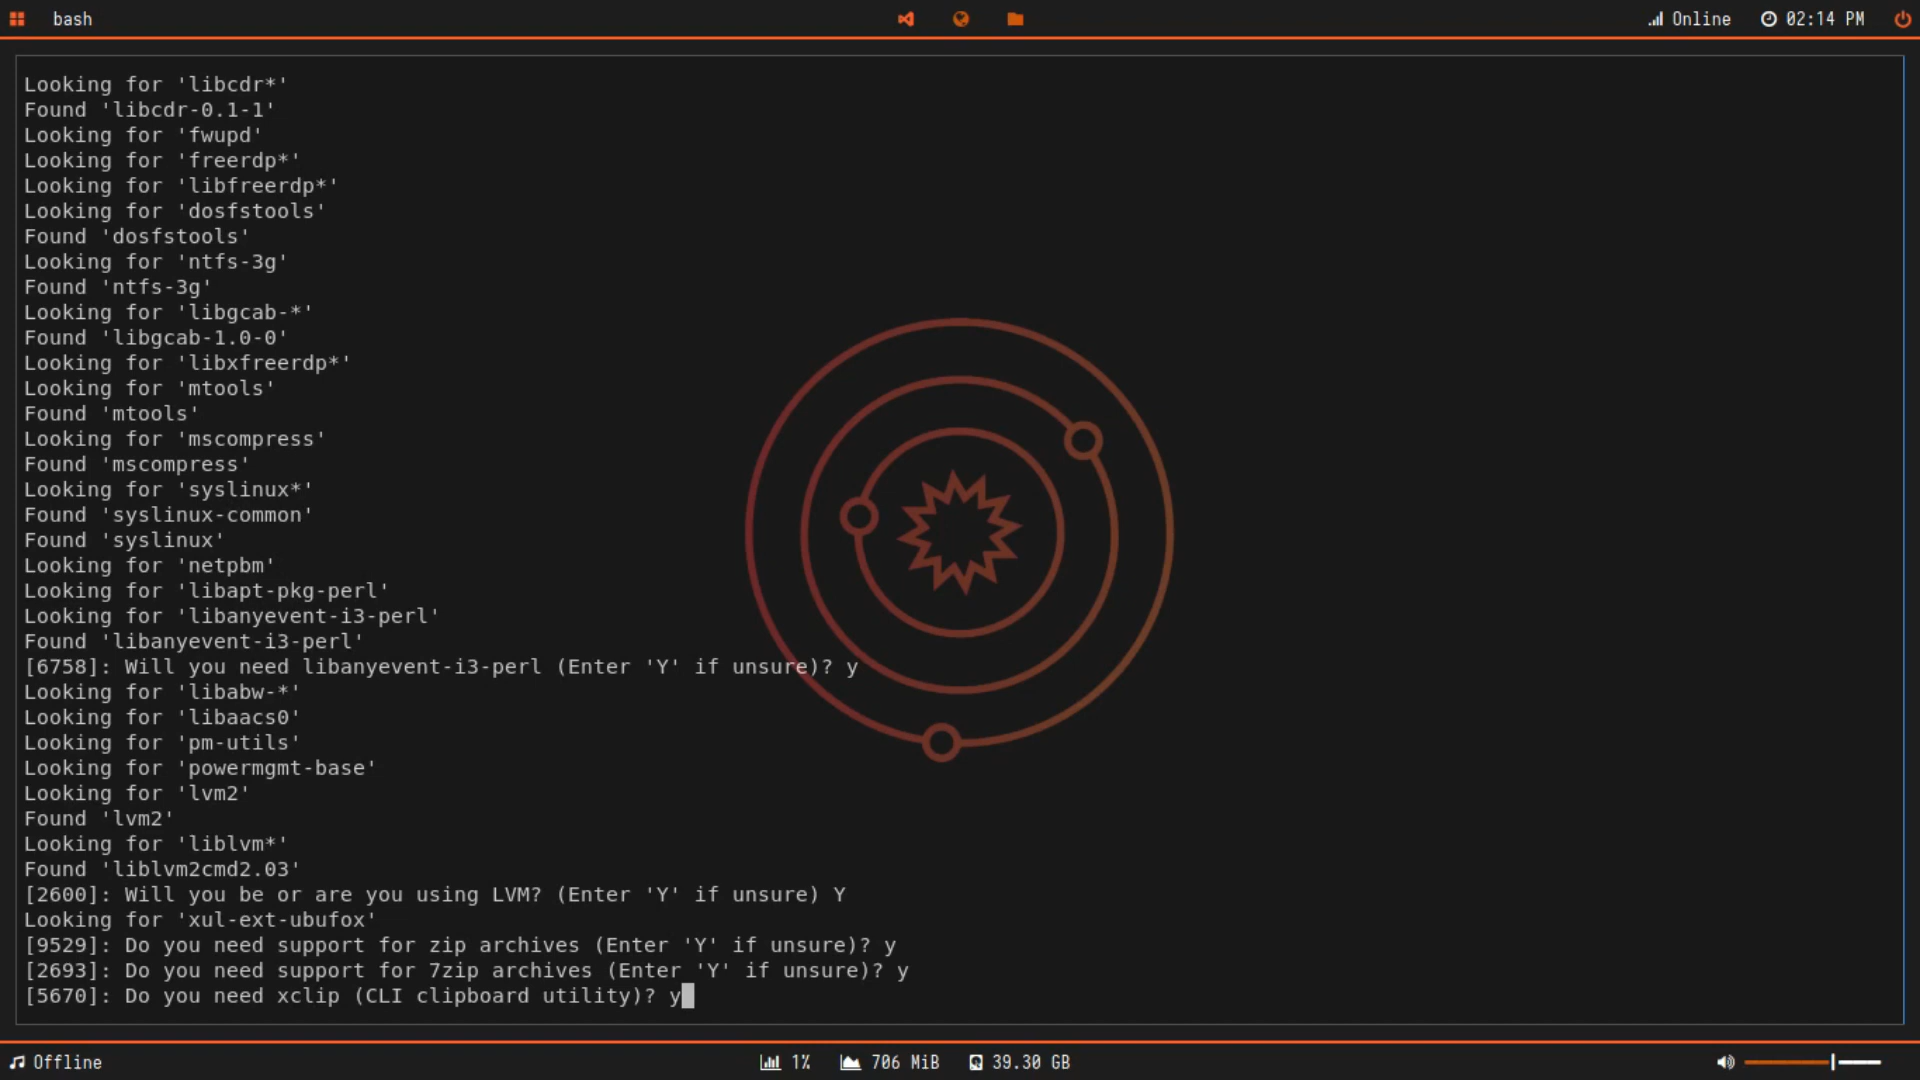 bash
Online
02:14 PM
Looking for 'libcdr*'
Found 'libcdr-0.1-1'
Looking for 'fwupd'
Looking for 'freerdp*'
Looking for 'libfreerdp*'
Looking for 'dosfstools'
Found 'dosfstools'
Looking for 'ntfs-3g'
Found 'ntfs-3g'
Looking for 'libgcab-*'
Found 'libgcab-1.0-0'
Looking for 'libxfreerdp*'
Looking for 'mtools'
Found 'mtools'
Looking for 'mscompress'
Found 'mscompress'
Looking for 'syslinux*'
Found 'syslinux-common'
Found 'syslinux'
Looking for 'netpbm'
Looking for 'libapt-pkg-perl'
Looking for 'libanyevent-i3-perl'
Found 'libanyevent-i3-perl'
[6758]: Will you need libanyevent-i3-perl (Enter 'Y' if unsure)? y
Looking for 'libabw-*'
Looking for 'libaacs0'
Looking for 'pm-utils'
Looking for 'powermgmt-base'
Looking for 'lvm2'
Found 'lvm2'
Looking for 'liblvm*'
Found 'liblvm2cmd2.03'
[2600]: Will you be or are you using LVM? (Enter 'Y' if unsure) Y
Looking for 'xul-ext-ubufox'
[9529]: Do you need support for zip archives (Enter 'Y' if unsure)? y
[2693]: Do you need support for 7zip archives (Enter 'Y' if unsure)? y
[5670]: Do you need xclip (CLI clipboard utility)? y
Offline
1%
706 MiB
39.30 GB